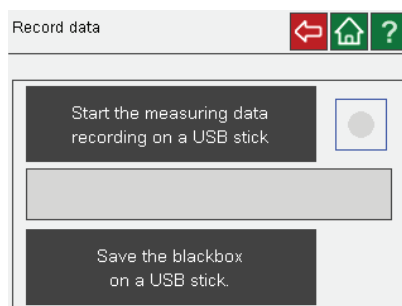 Record data
?
Start the measuring data
recording on a USB stick
Save the blackbox
on a USB stick.